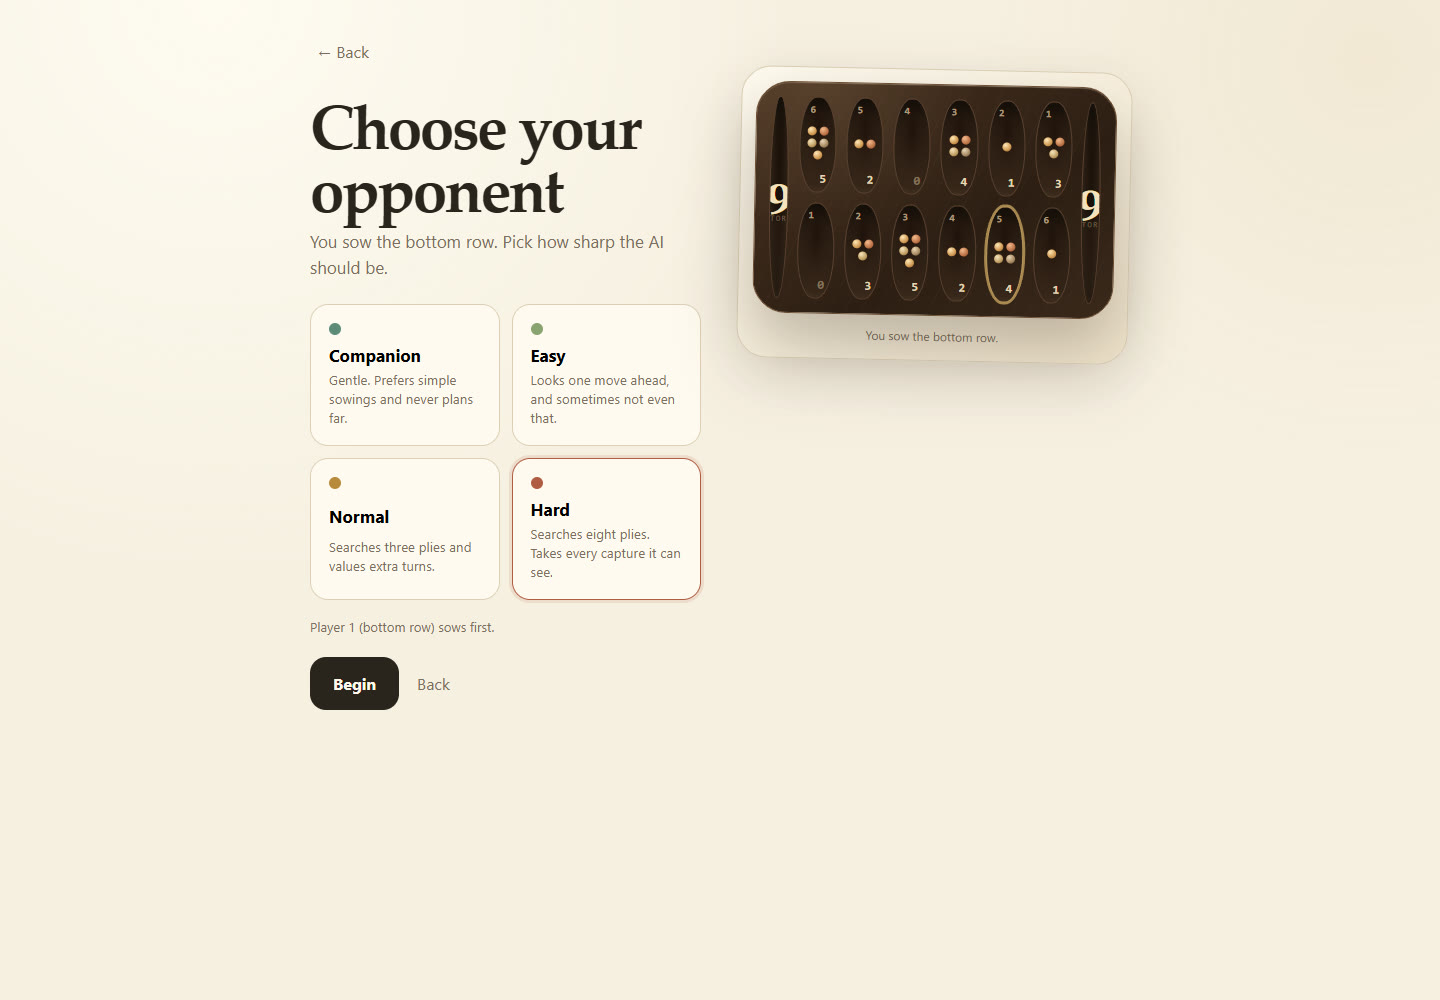 ← Back
Choose your
opponent
You sow the bottom row. Pick how sharp the AI
should be.
Companion
Gentle. Prefers simple
sowings and never plans
far.
Easy
Looks one move ahead,
and sometimes not even
that.
Normal
Searches three plies and
values extra turns.
Hard
Searches eight plies.
Takes every capture it can
see.
Player 1 (bottom row) sows first.
Begin
Back
6 5 4 3 2 1
5 2 0 4 1 3
9
TOR
9
TOR
1 2 3 4 5 6
0 3 5 2 4 1
You sow the bottom row.